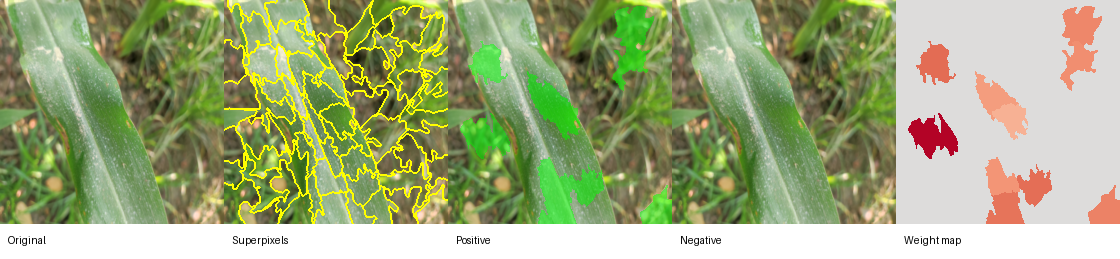 Original
Superpixels
Positive
Negative
Weight map